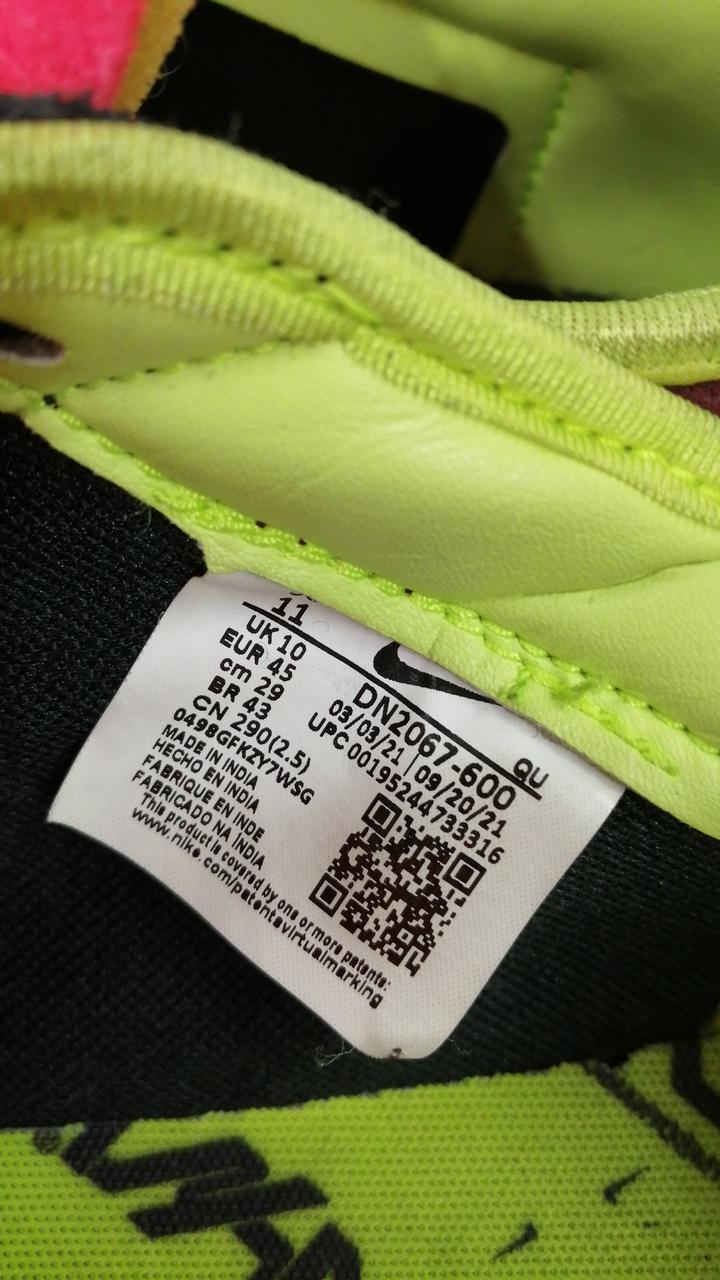 11
UK 10
EUR 45
cm 29
BR 43
CN 290(2.5)
0498GFKZY7WSG
MADE IN INDIA
HECHO EN INDIA
FABRIQUE EN INDE
FABRICADO NA INDIA
This product is covered by one or more patents:
www.nike.com/patentsvirtualmarking
QU
DN2067-600
03/03/21 | 09/20/21
UPC 00195244733316